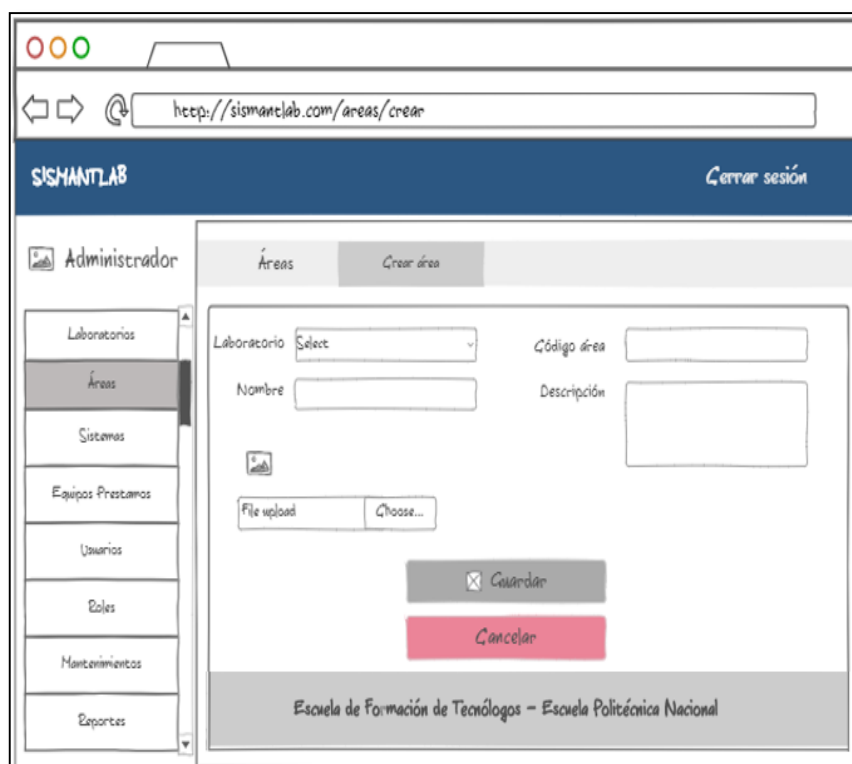 http://sismantlab.com/areas/crear
SISMANTLAB
Cerrar sesión
Administrador
Áreas
Crear área
Laboratorios
Áreas
Sistemas
Equipos Prestamos
Usuarios
Roles
Mantenimientos
Reportes
Laboratorio
Select
Código área
Nombre
Descripción
File upload
Choose...
Guardar
Cancelar
Escuela de Formación de Tecnólogos – Escuela Politécnica Nacional